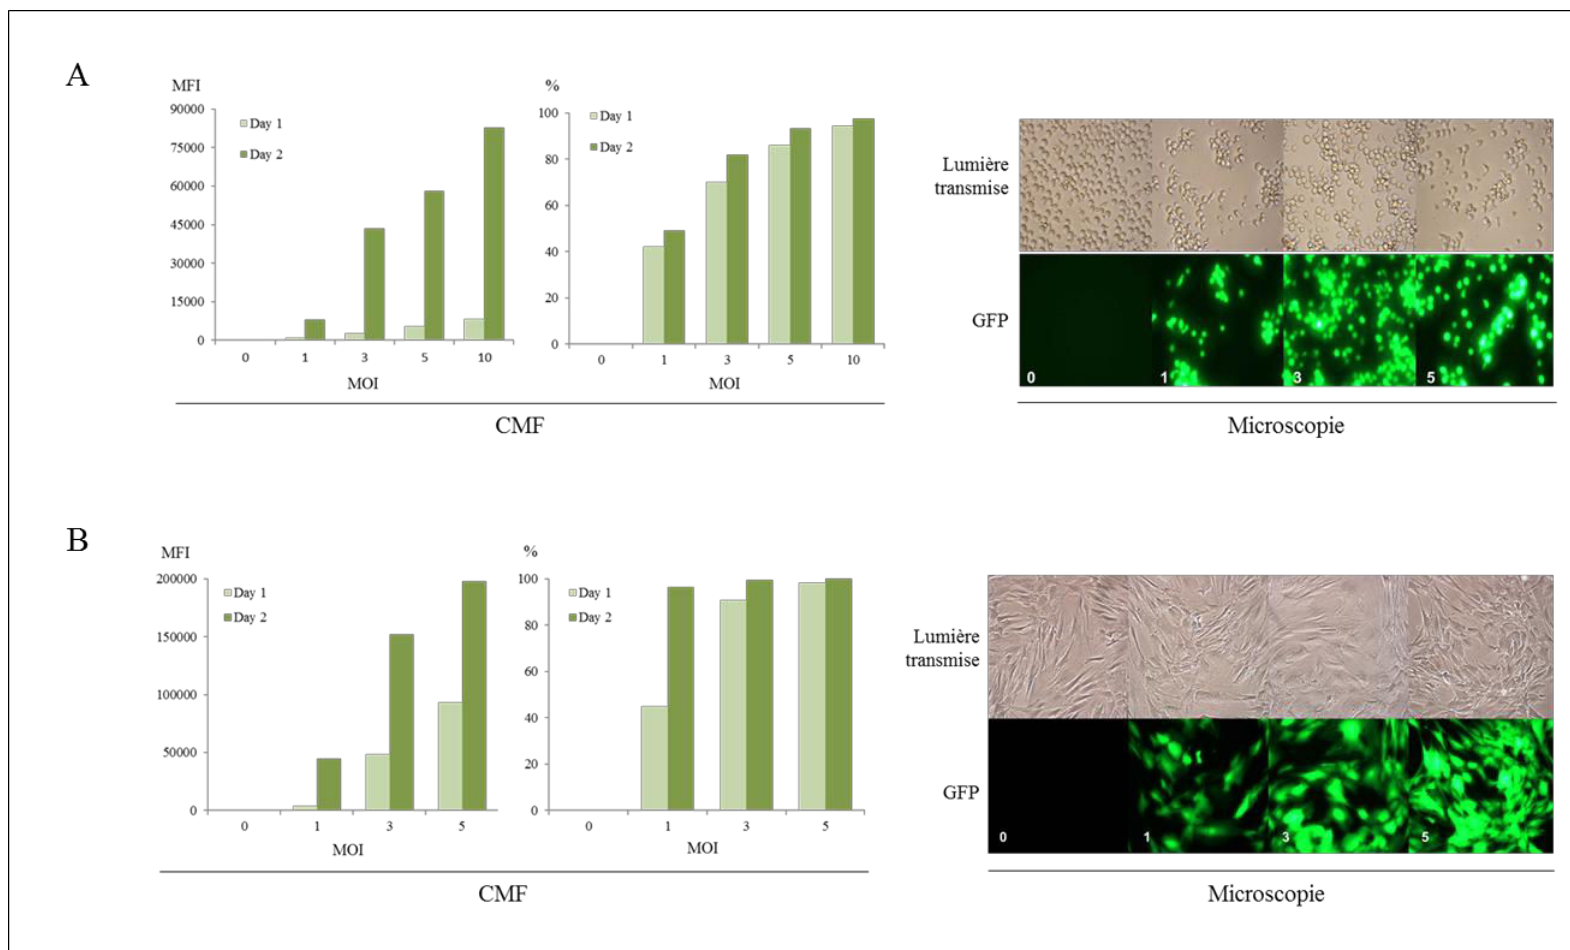 A
MFI
90000
75000
60000
45000
30000
15000
0
Day 1
Day 2
0 1 3 5 10
MOI
%
100
80
60
40
20
0
Day 1
Day 2
0 1 3 5 10
MOI
CMF
Lumière
transmise
GFP
0 1 3 5
Microscopie
B
MFI
200000
150000
100000
50000
0
Day 1
Day 2
0 1 3 5
MOI
%
100
80
60
40
20
0
Day 1
Day 2
0 1 3 5
MOI
CMF
Lumière
transmise
GFP
0 1 3 5
Microscopie